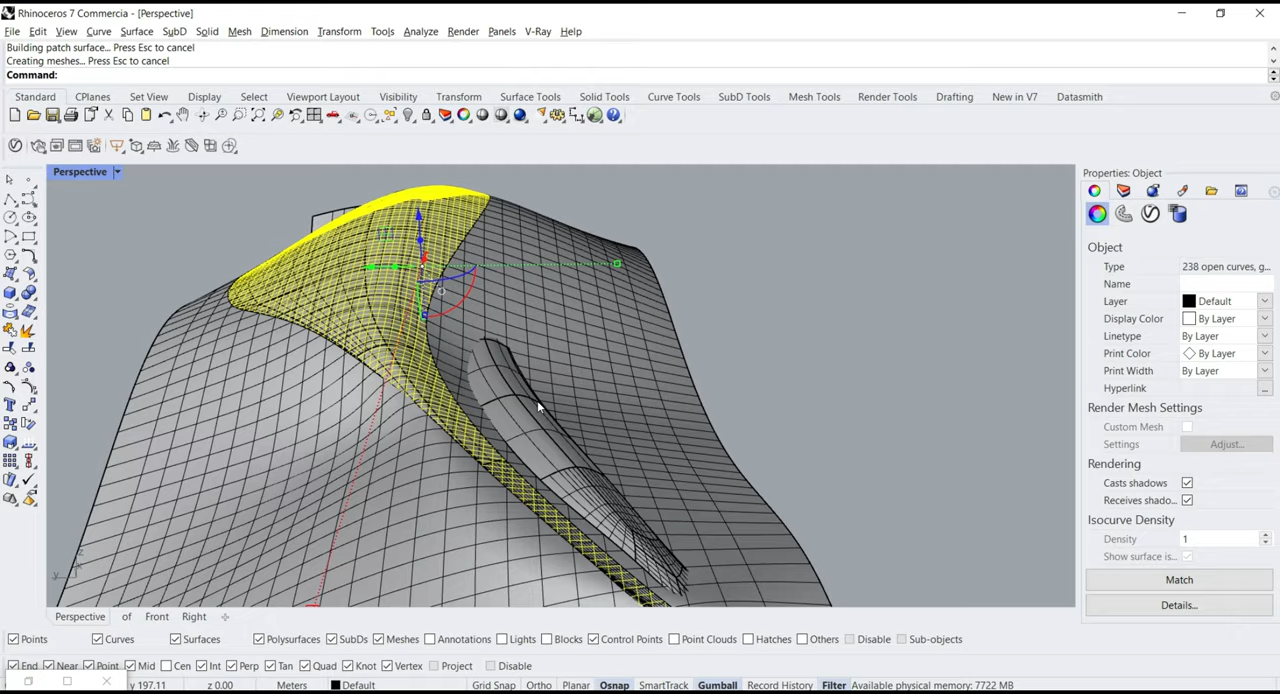 Rhinoceros 7 Commercia - [Perspective]
File Edit View Curve Surface SubD Solid Mesh Dimension Transform Tools Analyze Render Panels V-Ray Help
Building patch surface... Press Esc to cancel
Creating meshes... Press Esc to cancel
Command:
Standard CPlanes Set View Display Select Viewport Layout Visibility Transform Surface Tools Solid Tools Curve Tools SubD Tools Mesh Tools Render Tools Drafting New in V7 Datasmith
Perspective
Properties: Object
Object
Type 238 open curves, g...
Name
Layer Default
Display Color By Layer
Linetype By Layer
Print Color By Layer
Print Width By Layer
Hyperlink ...
Render Mesh Settings
Custom Mesh
Settings Adjust...
Rendering
Casts shadows
Receives shado...
Isocurve Density
Density 1
Show surface is...
Match
Details...
z
y
Perspective of Front Right
Points Curves Surfaces Polysurfaces SubDs Meshes Annotations Lights Blocks Control Points Point Clouds Hatches Others Disable Sub-objects
End Near Point Mid Cen Int Perp Tan Quad Knot Vertex Project Disable
y 197.11 z 0.00 Meters Default Grid Snap Ortho Planar Osnap SmartTrack Gumball Record History Filter Available physical memory: 7722 MB